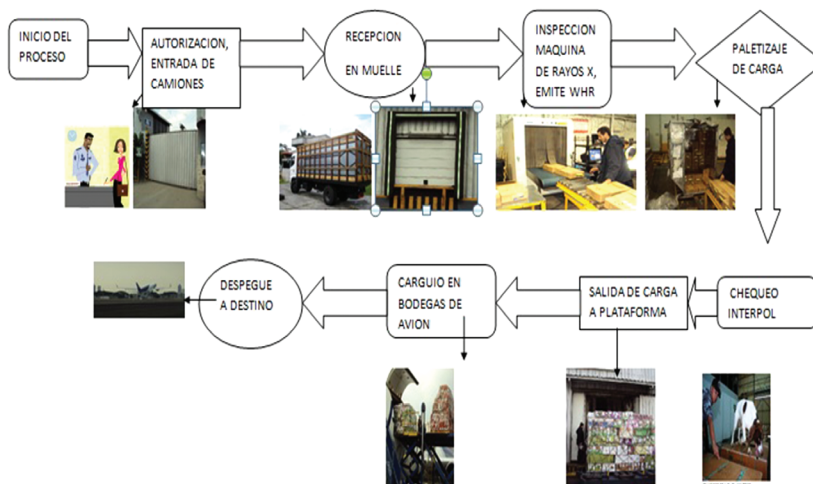 INICIO DEL
PROCESO
AUTORIZACION,
ENTRADA DE
CAMIONES
RECEPCION
EN MUELLE
INSPECCION
MAQUINA
DE RAYOS X,
EMITE WHR
PALETIZAJE
DE CARGA
CHEQUEO
INTERPOL
SALIDA DE CARGA
A PLATAFORMA
CARGUIO EN
BODEGAS DE
AVION
DESPEGUE
A DESTINO